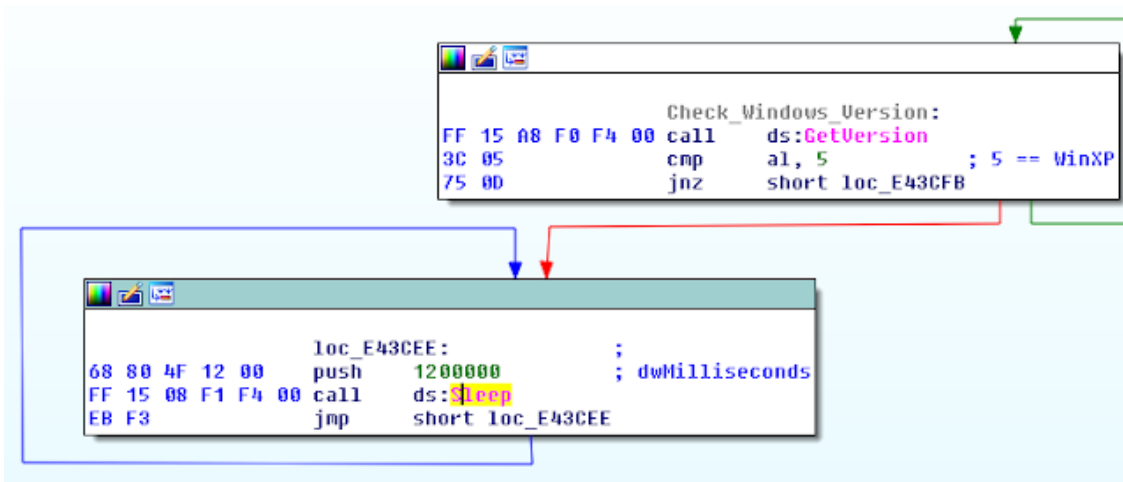 Check_Windows_Version:
FF 15 A8 F0 F4 00 call ds:GetVersion
3C 05 cmp al, 5 ; 5 == WinXP
75 0D jnz short loc_E43CFB
loc_E43CEE: ;
68 80 4F 12 00 push 1200000 ; dwMilliseconds
FF 15 08 F1 F4 00 call ds:Sleep
EB F3 jmp short loc_E43CEE